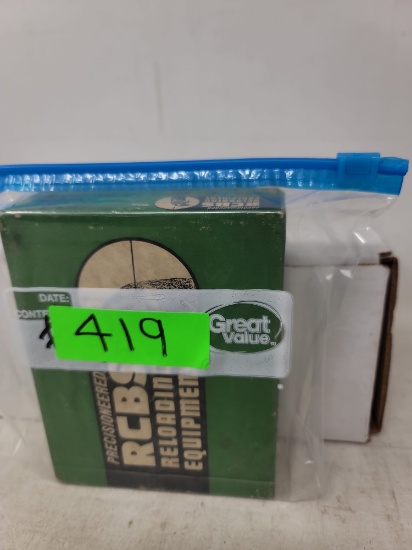 DATE:
# 419
Great
Value
PRECISIONEERED
RCBS
RELOADING
EQUIPMENT